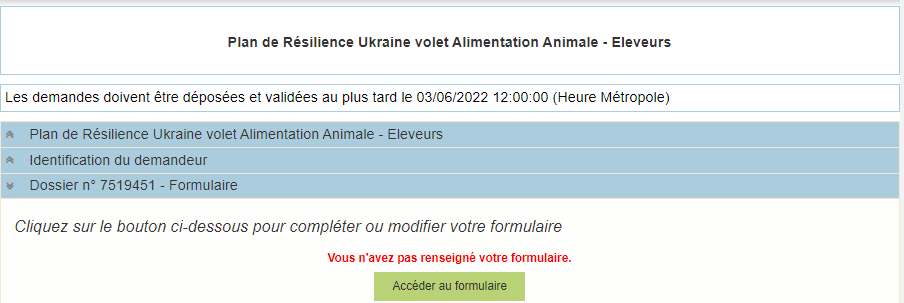 Plan de Résilience Ukraine volet Alimentation Animale - Eleveurs
Les demandes doivent être déposées et validées au plus tard le 03/06/2022 12:00:00 (Heure Métropole)
Plan de Résilience Ukraine volet Alimentation Animale - Eleveurs
Identification du demandeur
Dossier n° 7519451 - Formulaire
Cliquez sur le bouton ci-dessous pour compléter ou modifier votre formulaire
Vous n'avez pas renseigné votre formulaire.
Accéder au formulaire